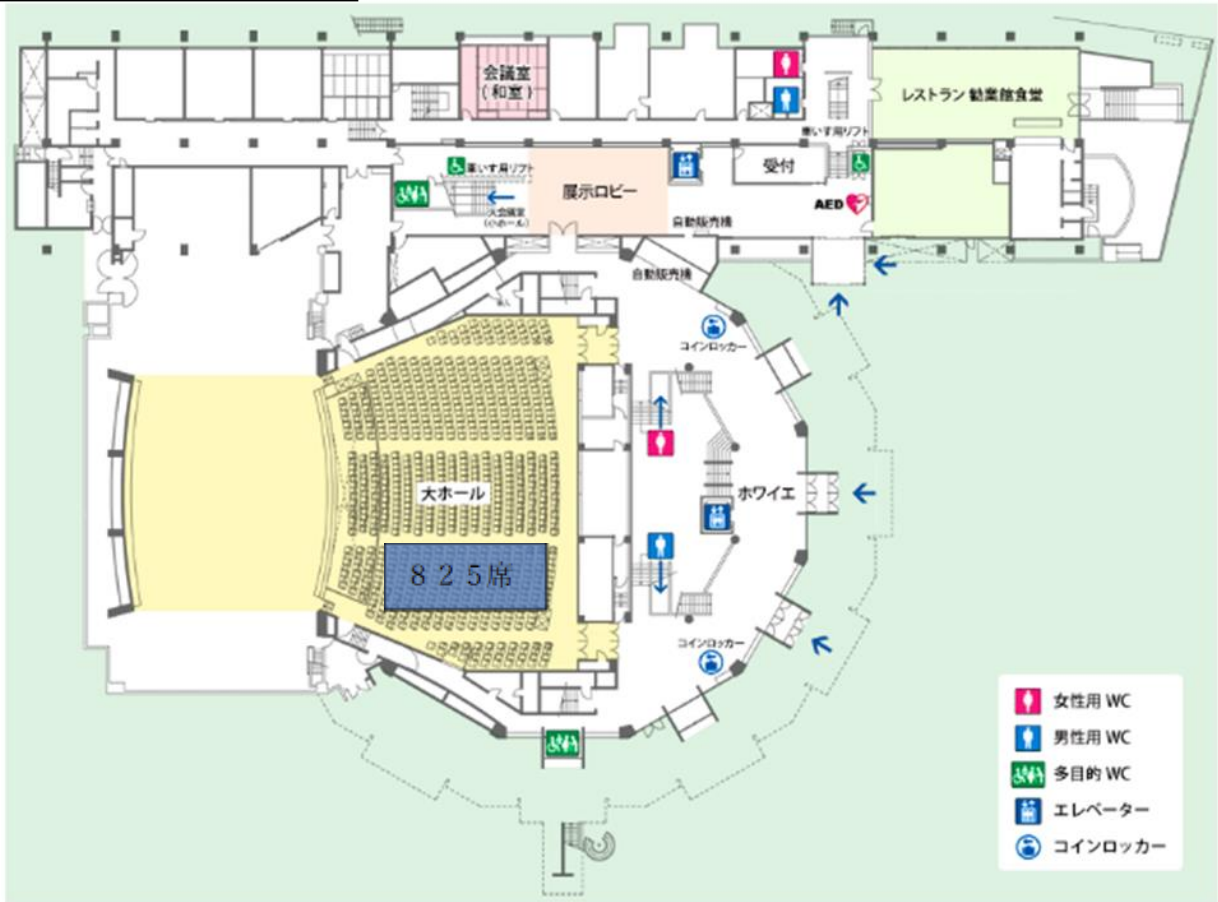 会議室
（和室）
レストラン 勧業館食堂
車いす用リフト
車いす用リフト
受付
展示ロビー
大会議室
（小ホール）
AED
自動販売機
自動販売機
コインロッカー
大ホール
ホワイエ
８２５席
コインロッカー
女性用 WC
男性用 WC
多目的 WC
エレベーター
コインロッカー